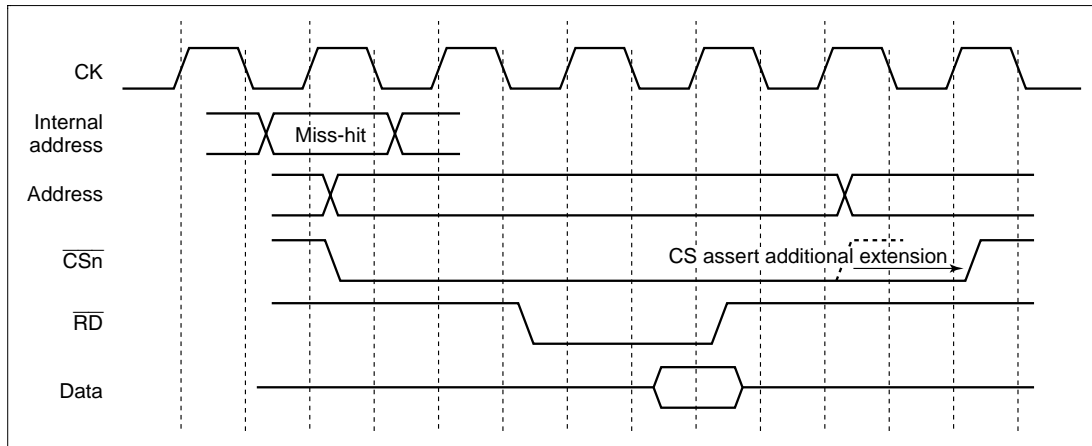 CK
Internal
address
Miss-hit
Address
CSn
CS assert additional extension
RD
Data